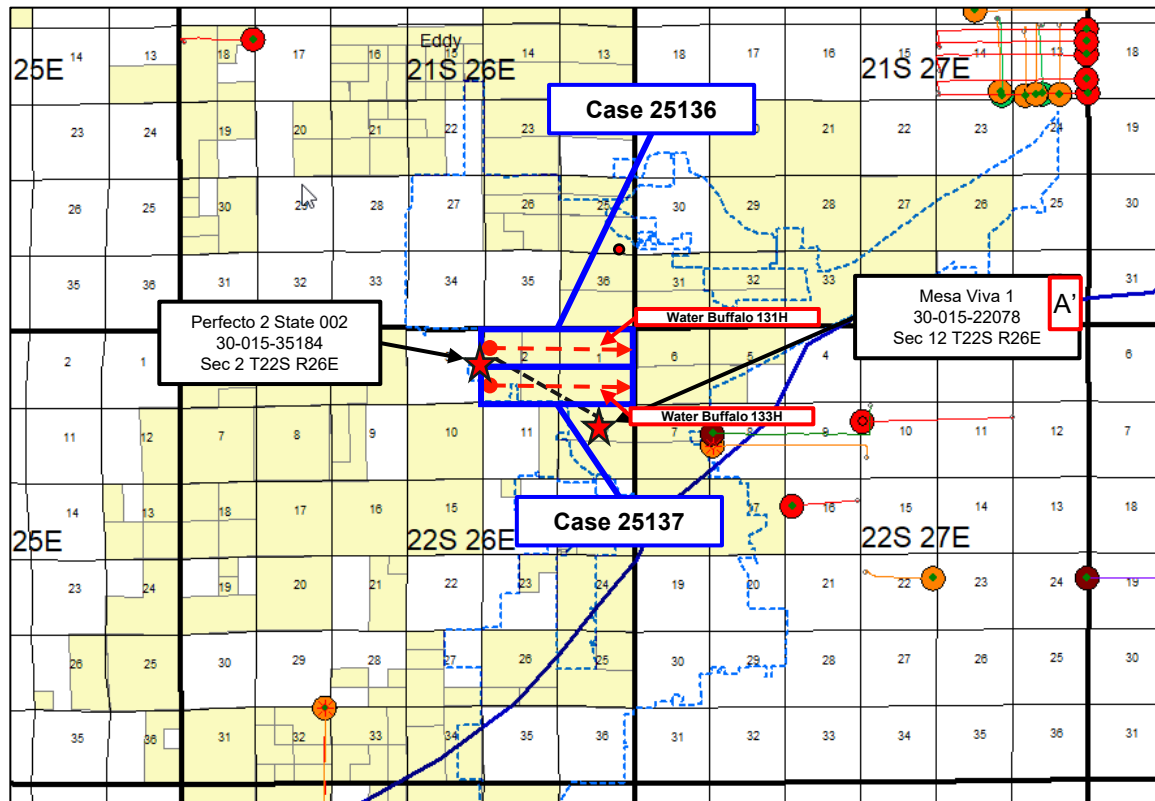 Eddy
14 13 18 17 16 15 14 13 18 17 16 15 14 13 18
25E 21S 26E 21S 27E
Case 25136
23 24 19 20 21 22 23 21 22 23 24 19
26 25 30 29 28 27 26 25 30 29 28 27 26 25 30
35 36 31 32 33 34 35 36 31 32 33 31
Mesa Viva 1
30-015-22078
Sec 12 T22S R26E
A'
Perfecto 2 State 002
30-015-35184
Sec 2 T22S R26E
Water Buffalo 131H
2 1 2 1 6 5 4 6
Water Buffalo 133H
11 12 7 8 9 10 11 7 8 9 10 11 12 7
14 13 18 17 16 15 16 15 14 13 18
Case 25137
25E 22S 26E 22S 27E
23 24 19 20 21 22 23 24 19 20 21 22 23 24 19
26 25 30 29 28 27 26 25 30 29 28 27 26 25 30
35 36 31 32 33 34 35 36 31 32 33 34 35 36 31